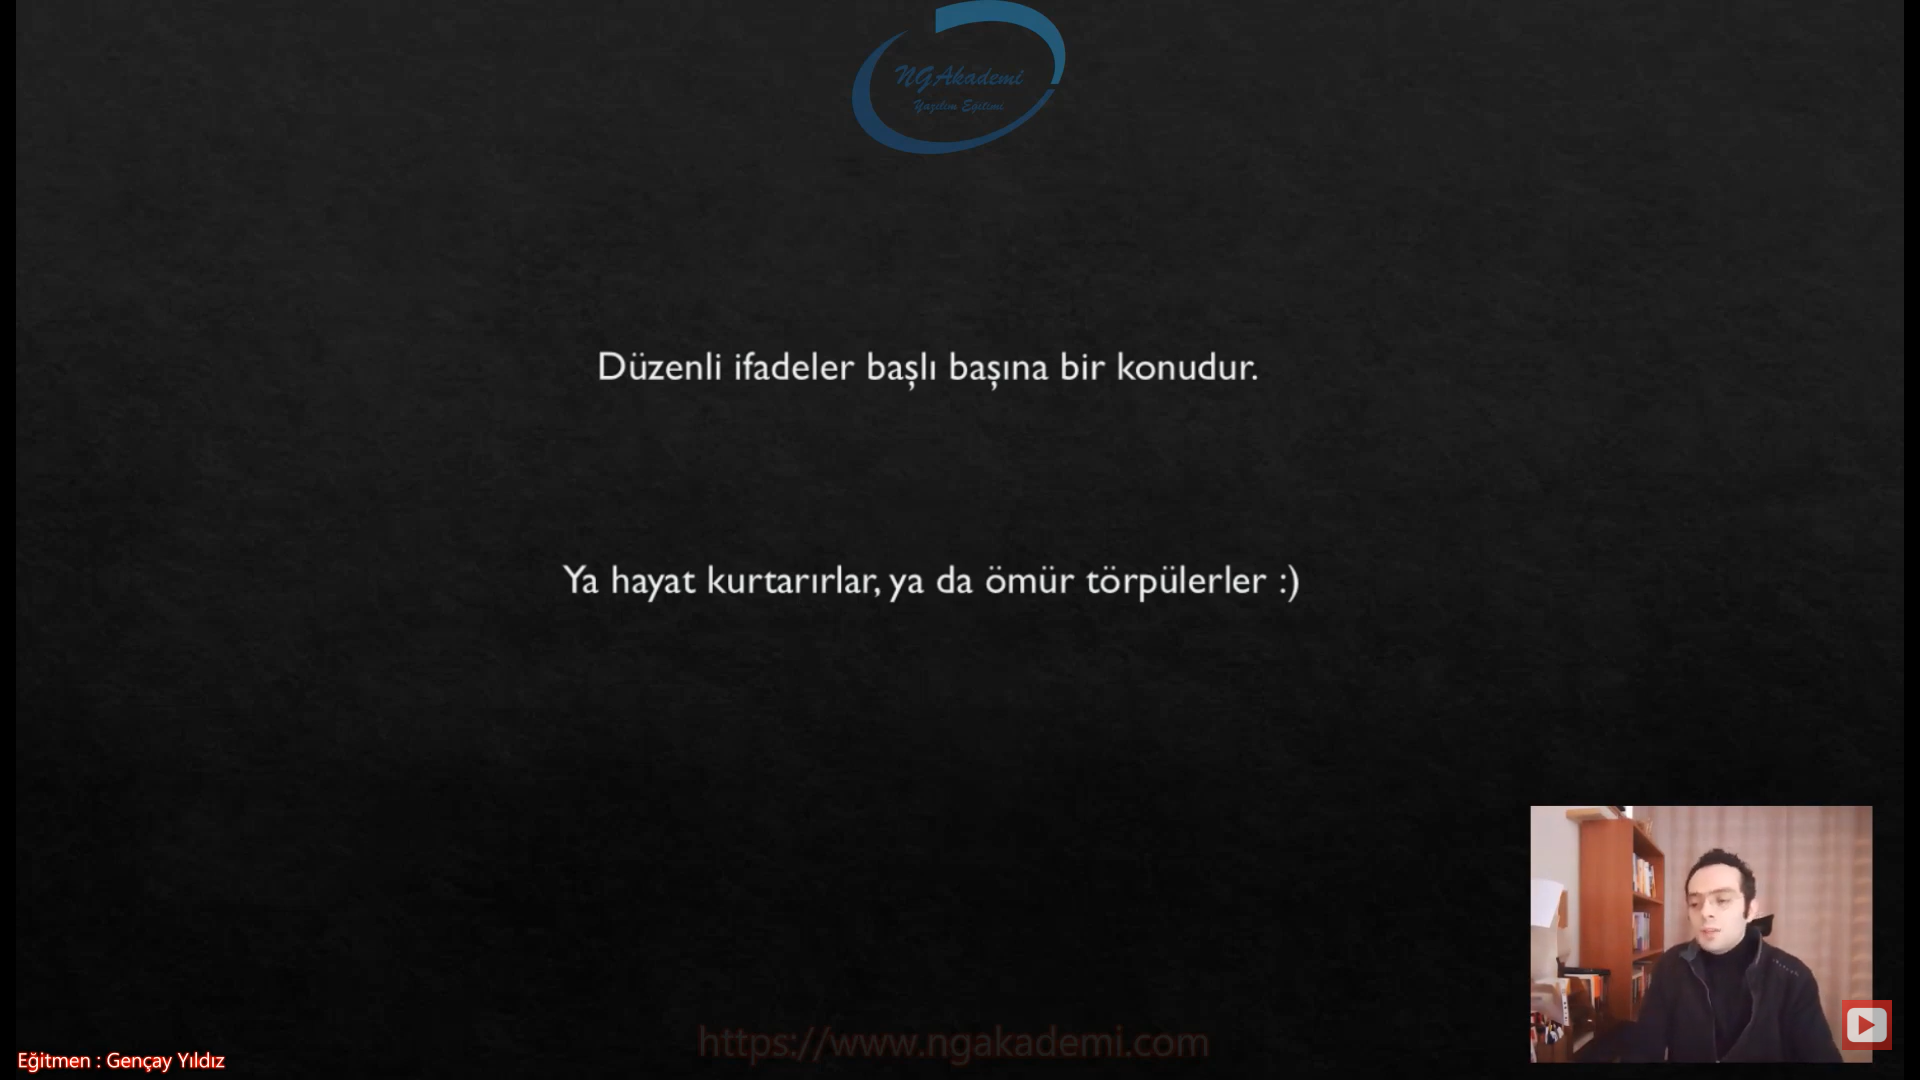 NGAkademi
Yazılım Eğitimi
Düzenli ifadeler başlı başına bir konudur.
Ya hayat kurtarırlar, ya da ömür törpülerler :)
https://www.ngakademi.com
Eğitmen : Gençay Yıldız